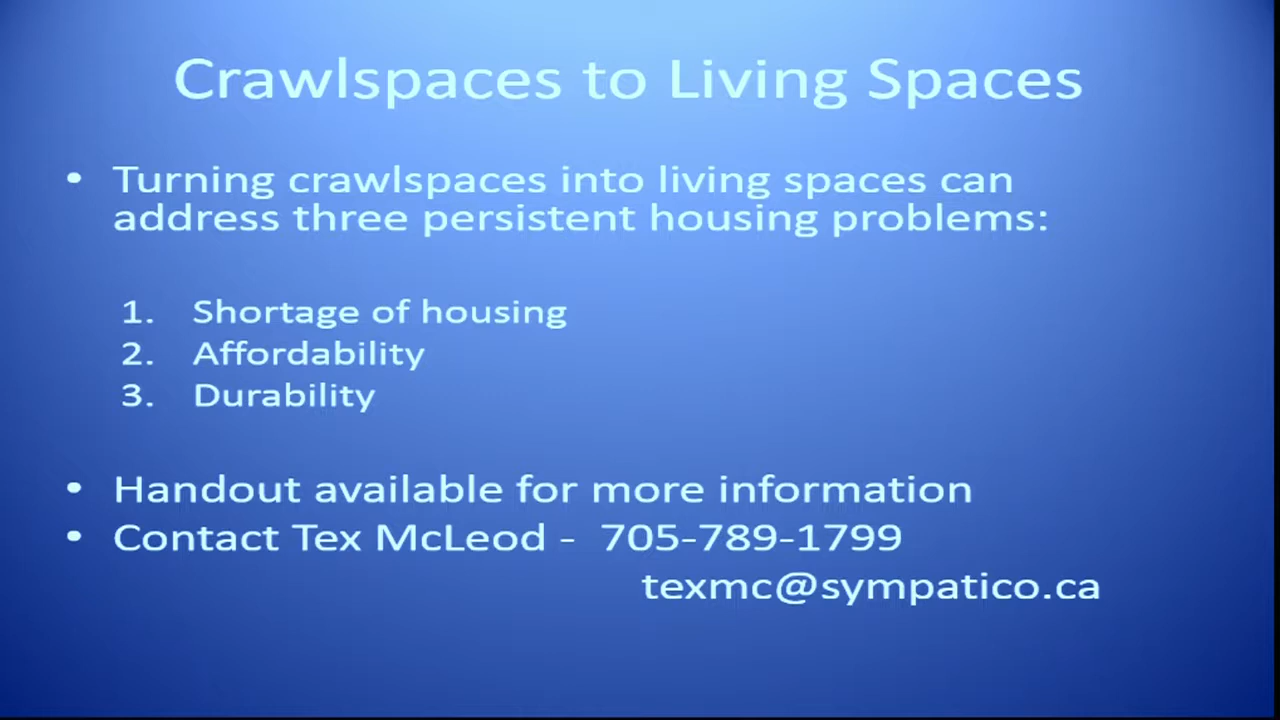 Crawlspaces to Living Spaces
• Turning crawlspaces into living spaces can
address three persistent housing problems:
1. Shortage of housing
2. Affordability
3. Durability
• Handout available for more information
• Contact Tex McLeod - 705-789-1799
texmc@sympatico.ca